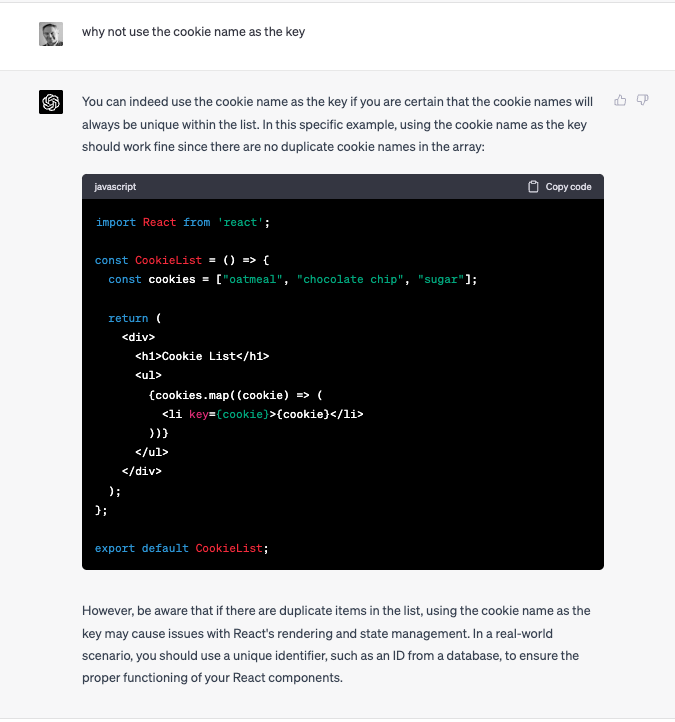 why not use the cookie name as the key
You can indeed use the cookie name as the key if you are certain that the cookie names will
always be unique within the list. In this specific example, using the cookie name as the key
should work fine since there are no duplicate cookie names in the array:
javascript
Copy code
import React from 'react';
const CookieList = () => {
  const cookies = ["oatmeal", "chocolate chip", "sugar"];
  return (
    <div>
      <h1>Cookie List</h1>
      <ul>
        {cookies.map((cookie) => (
          <li key={cookie}>{cookie}</li>
        ))}
      </ul>
    </div>
  );
};
export default CookieList;
However, be aware that if there are duplicate items in the list, using the cookie name as the
key may cause issues with React's rendering and state management. In a real-world
scenario, you should use a unique identifier, such as an ID from a database, to ensure the
proper functioning of your React components.